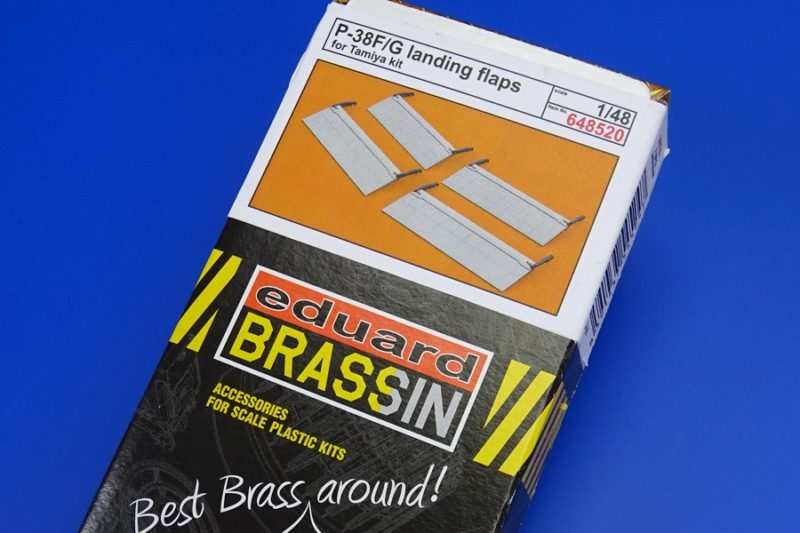 P-38F/G landing flaps
for Tamiya kit
scale
1/48
Item No.
648520
eduard
BRASSIN
ACCESSORIES
FOR SCALE PLASTIC KITS
Best Brass around!